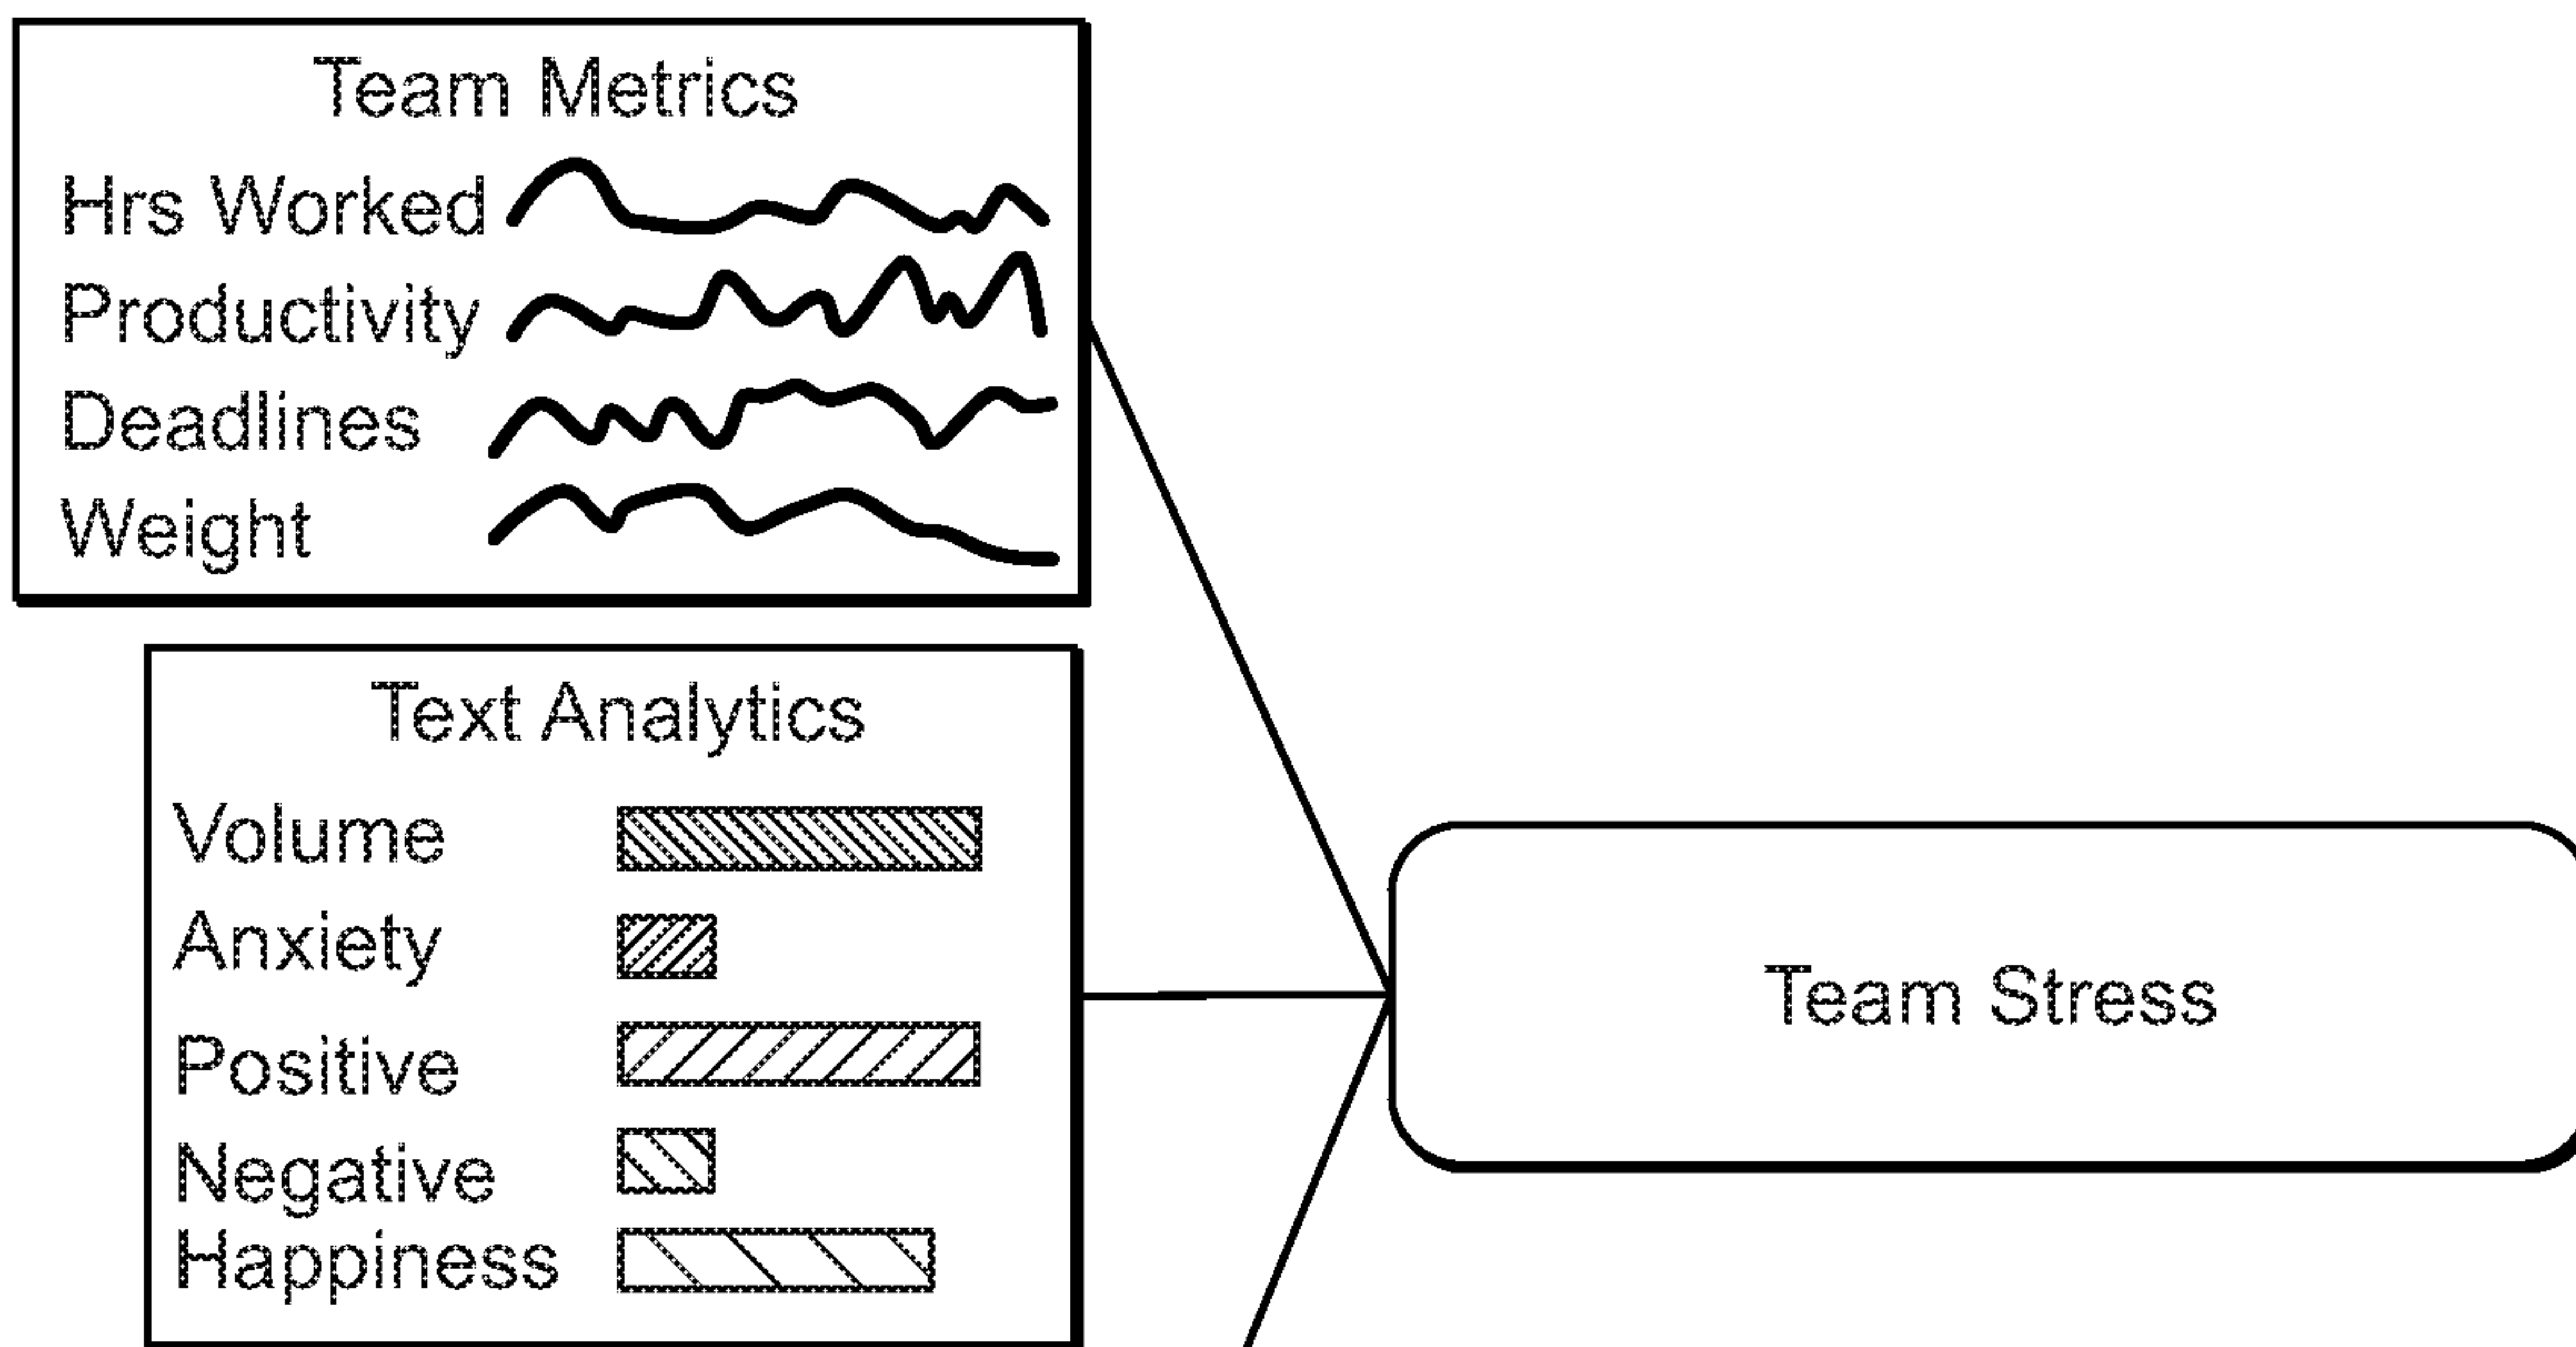 Team Metrics
Hrs Worked
Productivity
Deadlines
Weight
Text Analytics
Volume
Anxiety
Positive
Negative
Happiness
Team Stress